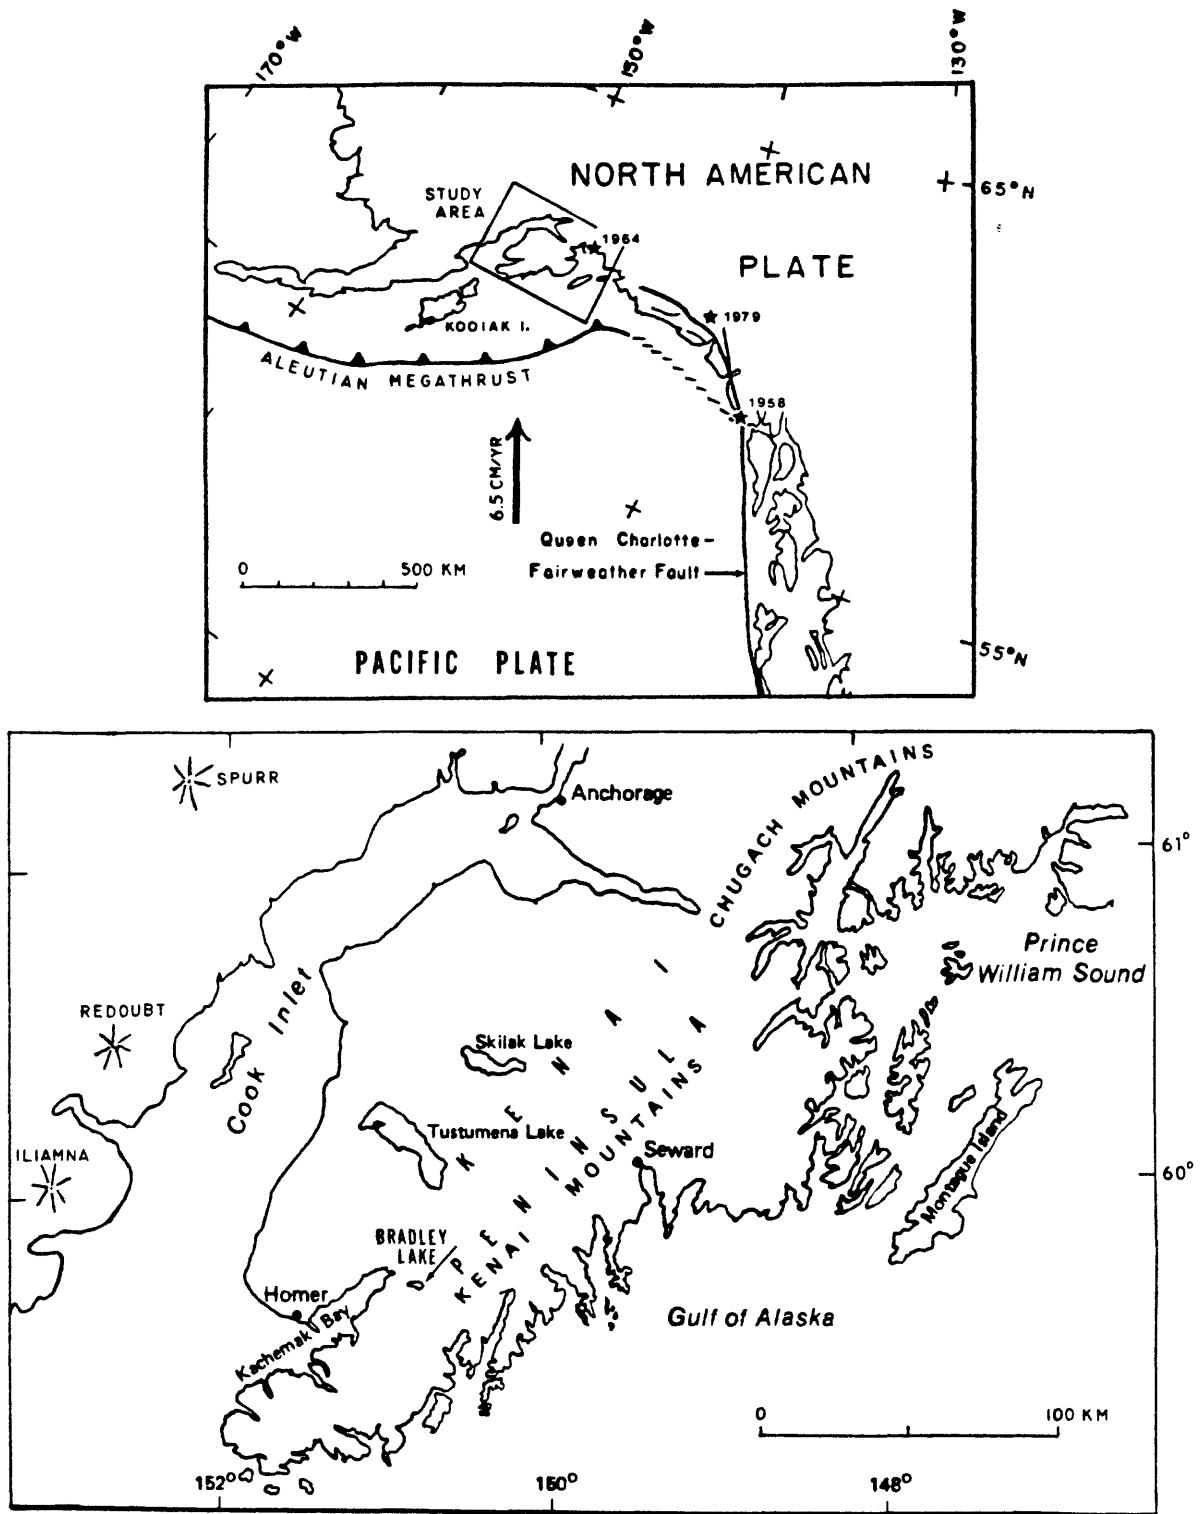 170°W
150°W
130°W
NORTH AMERICAN
PLATE
65°N
STUDY
AREA
1964
1979
KODIAK I.
ALEUTIAN MEGATHRUST
1958
6.5 CM/YR
Queen Charlotte-
Fairweather Fault
0 500 KM
PACIFIC PLATE
55°N
SPURR
Anchorage
CHUGACH MOUNTAINS
61°
Prince
William Sound
REDOUBT
Cook Inlet
Skilak Lake
Tustumena Lake
KENAI
PENINSULA
KENAI MOUNTAINS
Seward
Montague Island
60°
ILIAMNA
BRADLEY
LAKE
Homer
Kachemak Bay
Gulf of Alaska
0 100 KM
152°
150°
148°